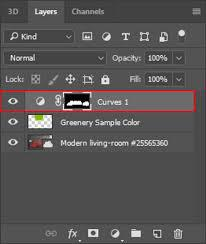 3D Layers Channels
Kind
Normal Opacity: 100%
Lock: Fill: 100%
Curves 1
Greenery Sample Color
Modern living-room #25565360
fx